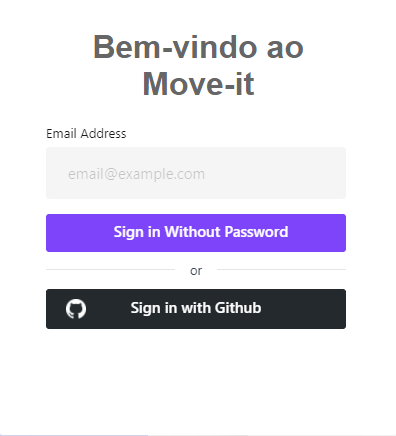 Bem-vindo ao
Move-it
Email Address
email@example.com
Sign in Without Password
or
Sign in with Github